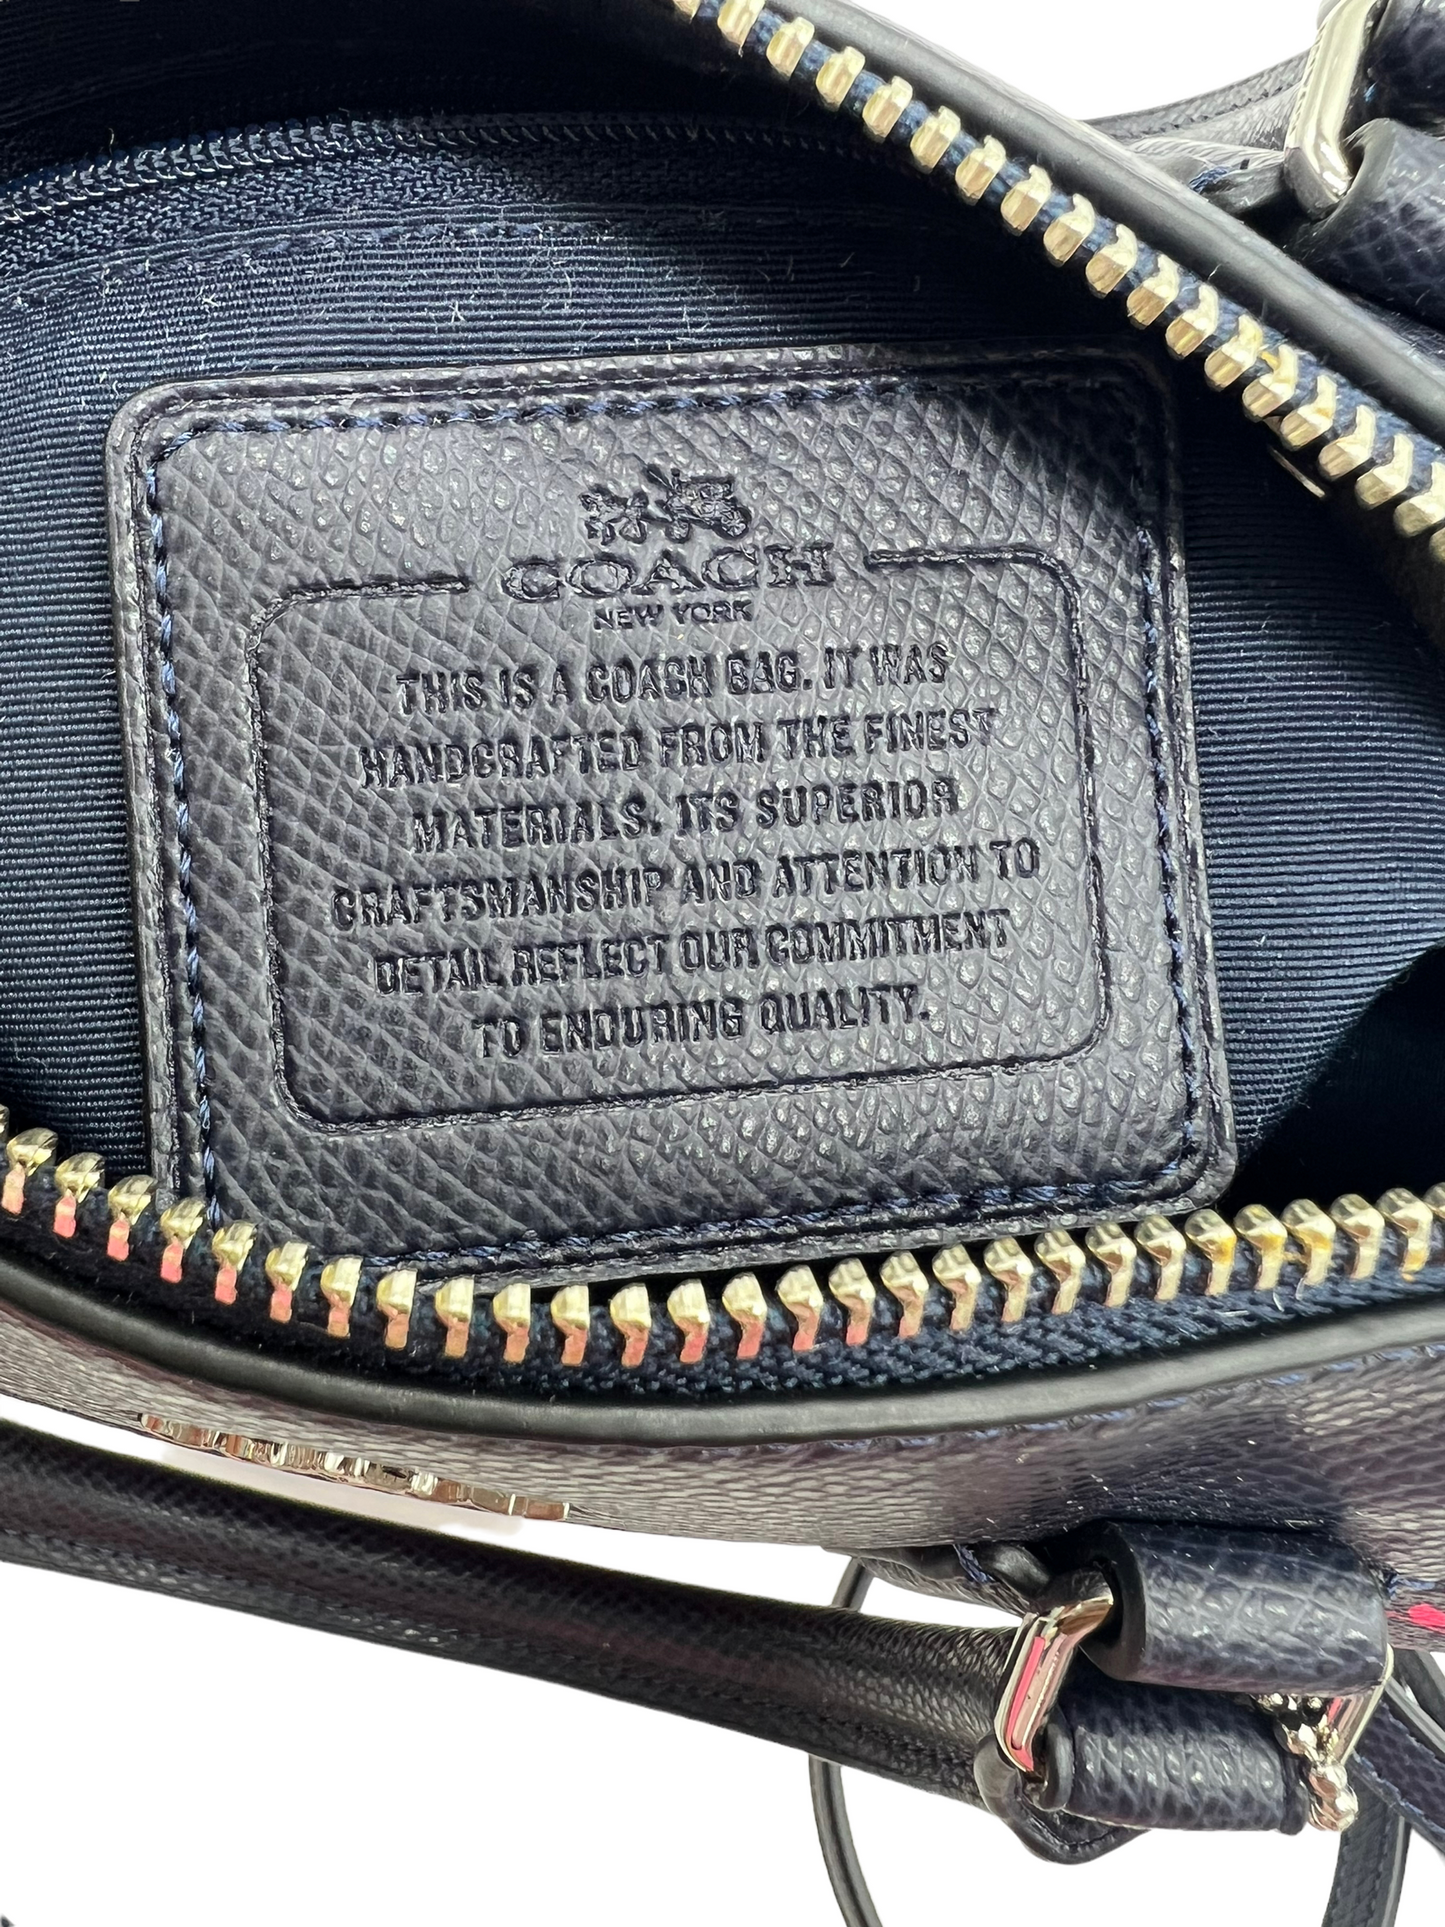 COACH
NEW YORK
THIS IS A COACH BAG. IT WAS
HANDCRAFTED FROM THE FINEST
MATERIALS. ITS SUPERIOR
CRAFTSMANSHIP AND ATTENTION TO
DETAIL REFLECT OUR COMMITMENT
TO ENDURING QUALITY.